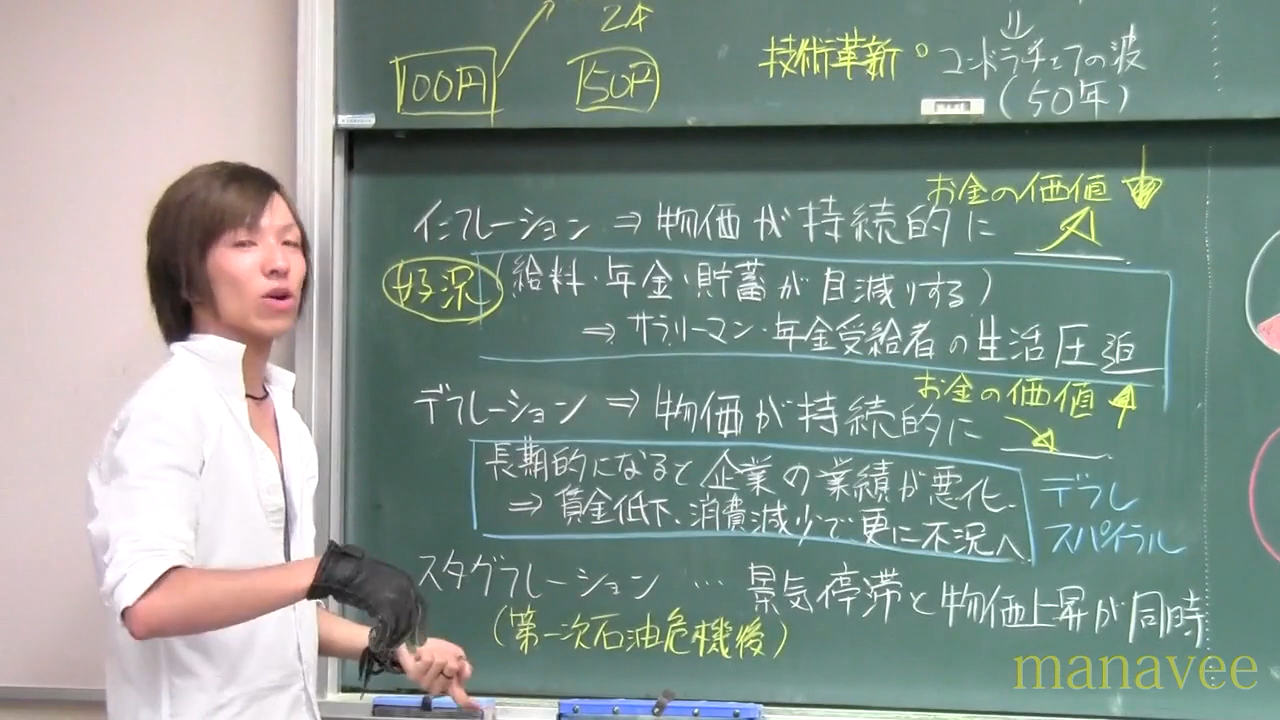 2本
100円
150円
技術革新。コンドラチェフの波
(50年)
お金の価値
インフレーション ⇒ 物価が持続的に
好況
(給料・年金・貯蓄が目減りする)
⇒ サラリーマン・年金受給者の生活圧迫
お金の価値
デフレーション ⇒ 物価が持続的に
長期的になると企業の業績が悪化、
⇒ 賃金低下、消費減少で更に不況へ
デフレ
スパイラル
スタグフレーション … 景気停滞と物価上昇が同時
(第一次石油危機後)
manavee